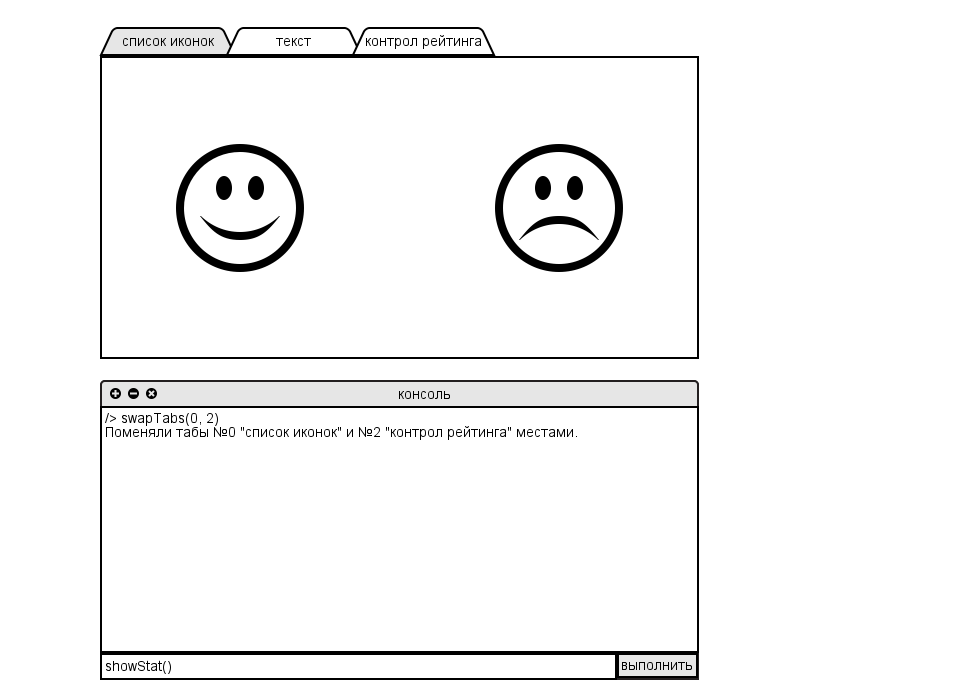 список иконок
текст
контрол рейтинга
консоль
/> swapTabs(0, 2)
Поменяли табы №0 "список иконок" и №2 "контрол рейтинга" местами.
showStat()
выполнить